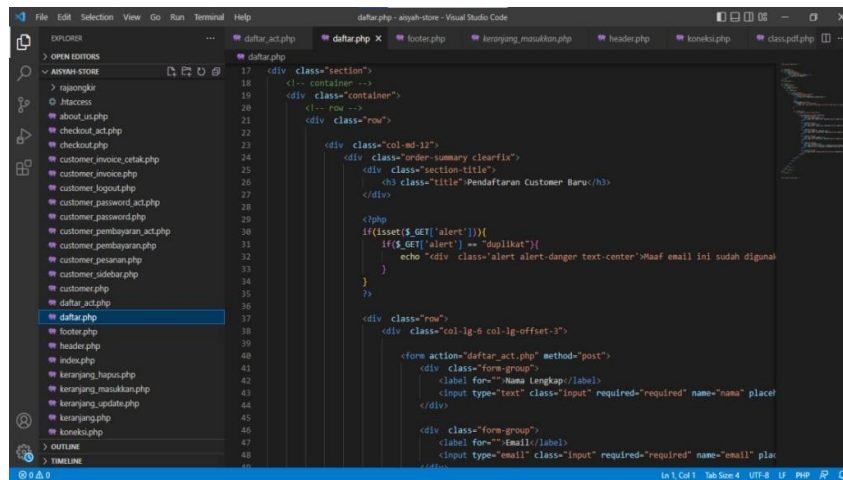 File Edit Selection View Go Run Terminal Help
daftar.php - aisyah-store - Visual Studio Code
EXPLORER
daftar_act.php
daftar.php
footer.php
keranjang_masukkan.php
header.php
koneksi.php
class.pdf.php
OPEN EDITORS
AISYAH-STORE
rajaongkir
.htaccess
about_us.php
checkout_act.php
checkout.php
customer_invoice_cetak.php
customer_invoice.php
customer_logout.php
customer_password_act.php
customer_password.php
customer_pembayaran_act.php
customer_pembayaran.php
customer_pesanan.php
customer_sidebar.php
customer.php
daftar_act.php
daftar.php
footer.php
header.php
index.php
keranjang_hapus.php
keranjang_masukkan.php
keranjang_update.php
keranjang.php
koneksi.php
OUTLINE
TIMELINE
daftar.php
17 <div class="section">
18 <!-- container -->
19 <div class="container">
20 <!-- row -->
21 <div class="row">
22
23 <div class="col-md-12">
24 <div class="order-summary clearfix">
25 <div class="section-title">
26 <h3 class="title">Pendaftaran Customer Baru</h3>
27 </div>
28
29 <?php
30 if(isset($_GET['alert'])){
31 if($_GET['alert'] == "duplikat"){
32 echo "<div class='alert alert-danger text-center'>Maaf email ini sudah digunak
33 }
34 }
35 ?>
36
37 <div class="row">
38 <div class="col-lg-6 col-lg-offset-3">
39
40 <form action="daftar_act.php" method="post">
41 <div class="form-group">
42 <label for="">Nama Lengkap</label>
43 <input type="text" class="input" required="required" name="nama" placeh
44 </div>
45
46 <div class="form-group">
47 <label for="">Email</label>
48 <input type="email" class="input" required="required" name="email" plac
49 </div>
0 0
Ln 1, Col 1 Tab Size: 4 UTF-8 LF PHP